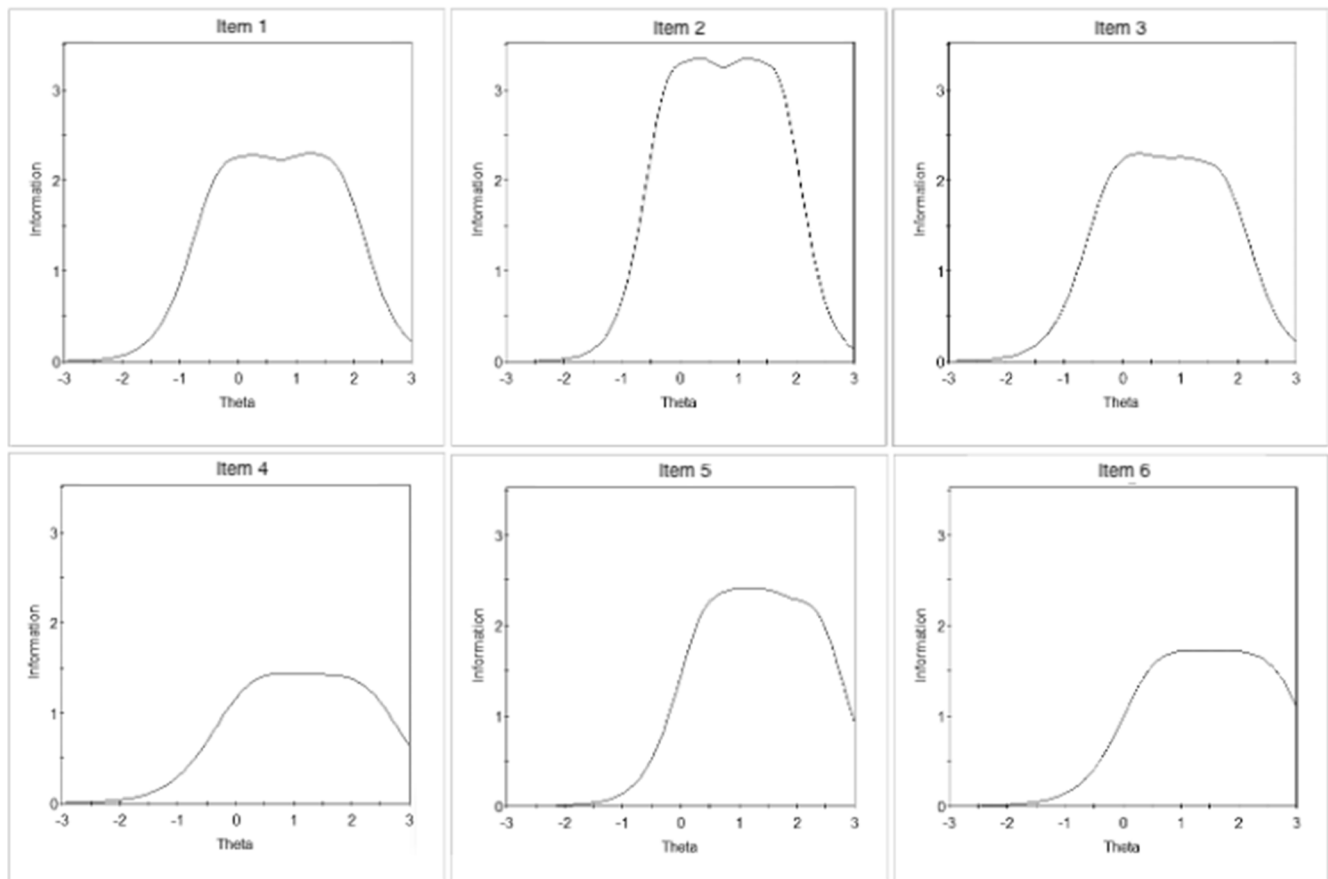 Item 1
Item 2
Item 3
3
2
1
0
Information
-3 -2 -1 0 1 2 3
Theta
3
2
1
0
Information
-3 -2 -1 0 1 2 3
Theta
3
2
1
0
Information
-3 -2 -1 0 1 2 3
Theta
Item 4
Item 5
Item 6
3
2
1
0
Information
-3 -2 -1 0 1 2 3
Theta
3
2
1
0
Information
-3 -2 -1 0 1 2 3
Theta
3
2
1
0
Information
-3 -2 -1 0 1 2 3
Theta